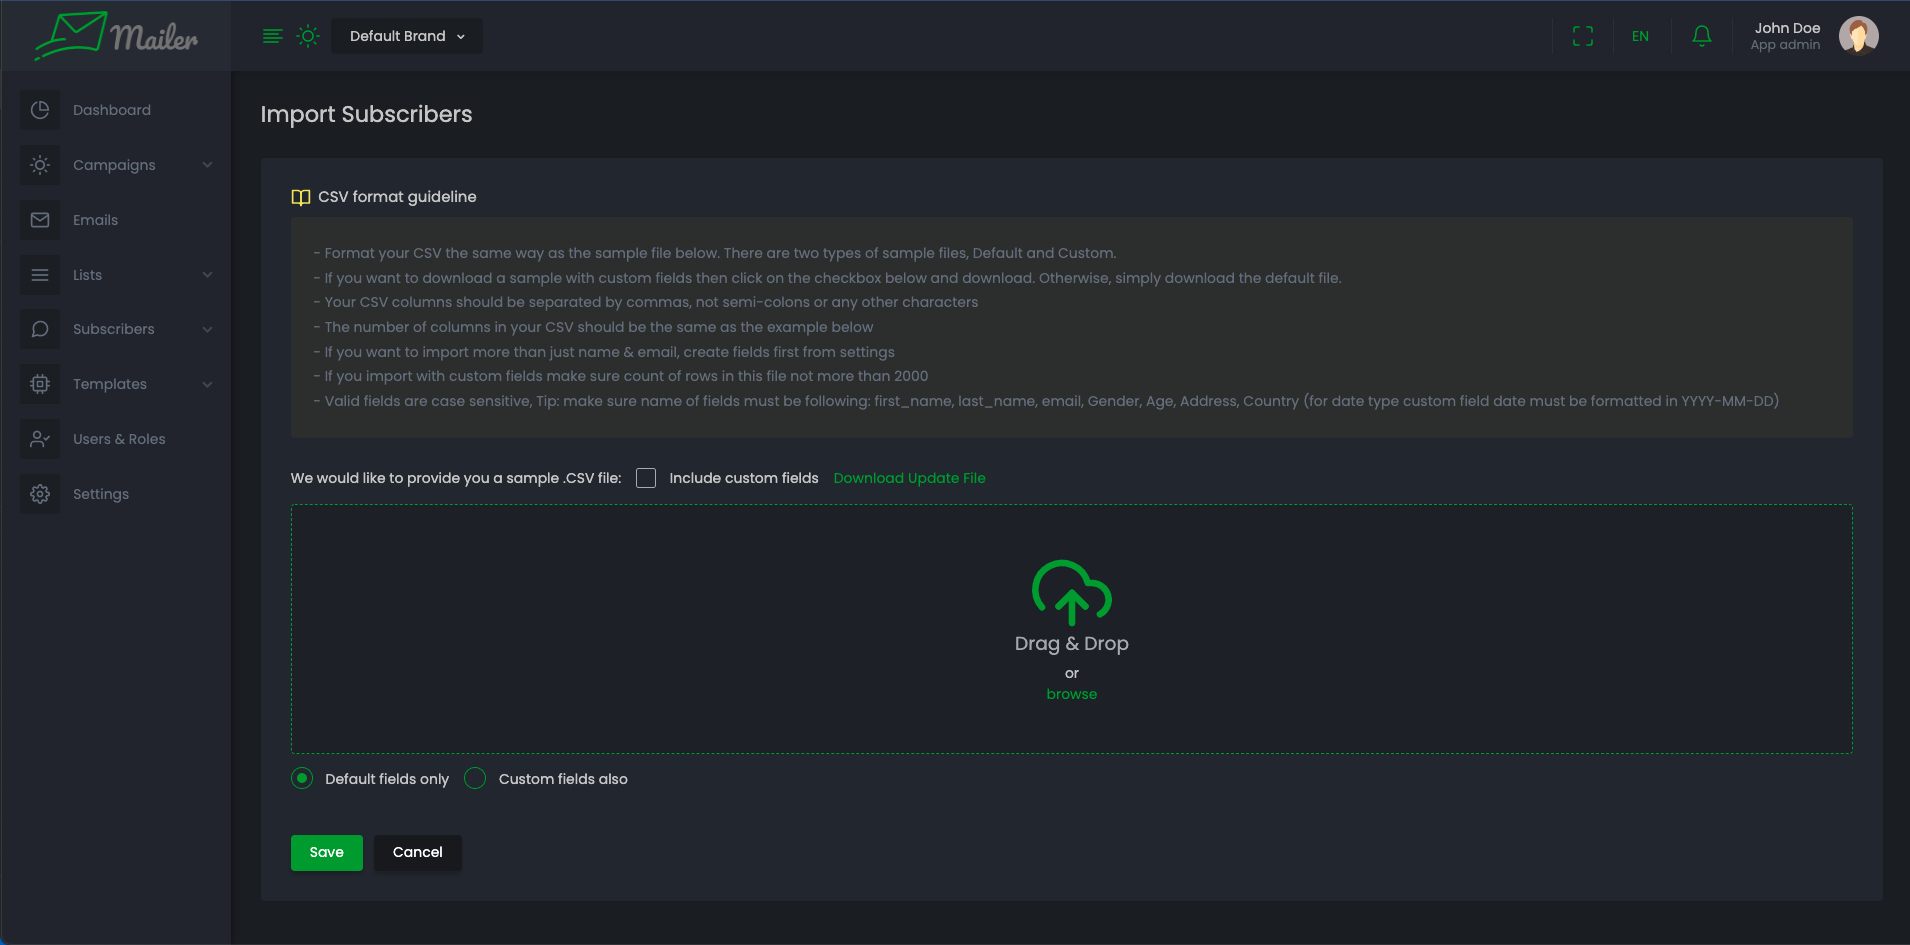 Mailer
Default Brand
EN
John Doe
App admin
Dashboard
Campaigns
Emails
Lists
Subscribers
Templates
Users & Roles
Settings
Import Subscribers
CSV format guideline
- Format your CSV the same way as the sample file below. There are two types of sample files, Default and Custom.
- If you want to download a sample with custom fields then click on the checkbox below and download. Otherwise, simply download the default file.
- Your CSV columns should be separated by commas, not semi-colons or any other characters
- The number of columns in your CSV should be the same as the example below
- If you want to import more than just name & email, create fields first from settings
- If you import with custom fields make sure count of rows in this file not more than 2000
- Valid fields are case sensitive, Tip: make sure name of fields must be following: first_name, last_name, email, Gender, Age, Address, Country (for date type custom field date must be formatted in YYYY-MM-DD)
We would like to provide you a sample .CSV file: Include custom fields Download Update File
Drag & Drop
or
browse
Default fields only Custom fields also
Save Cancel